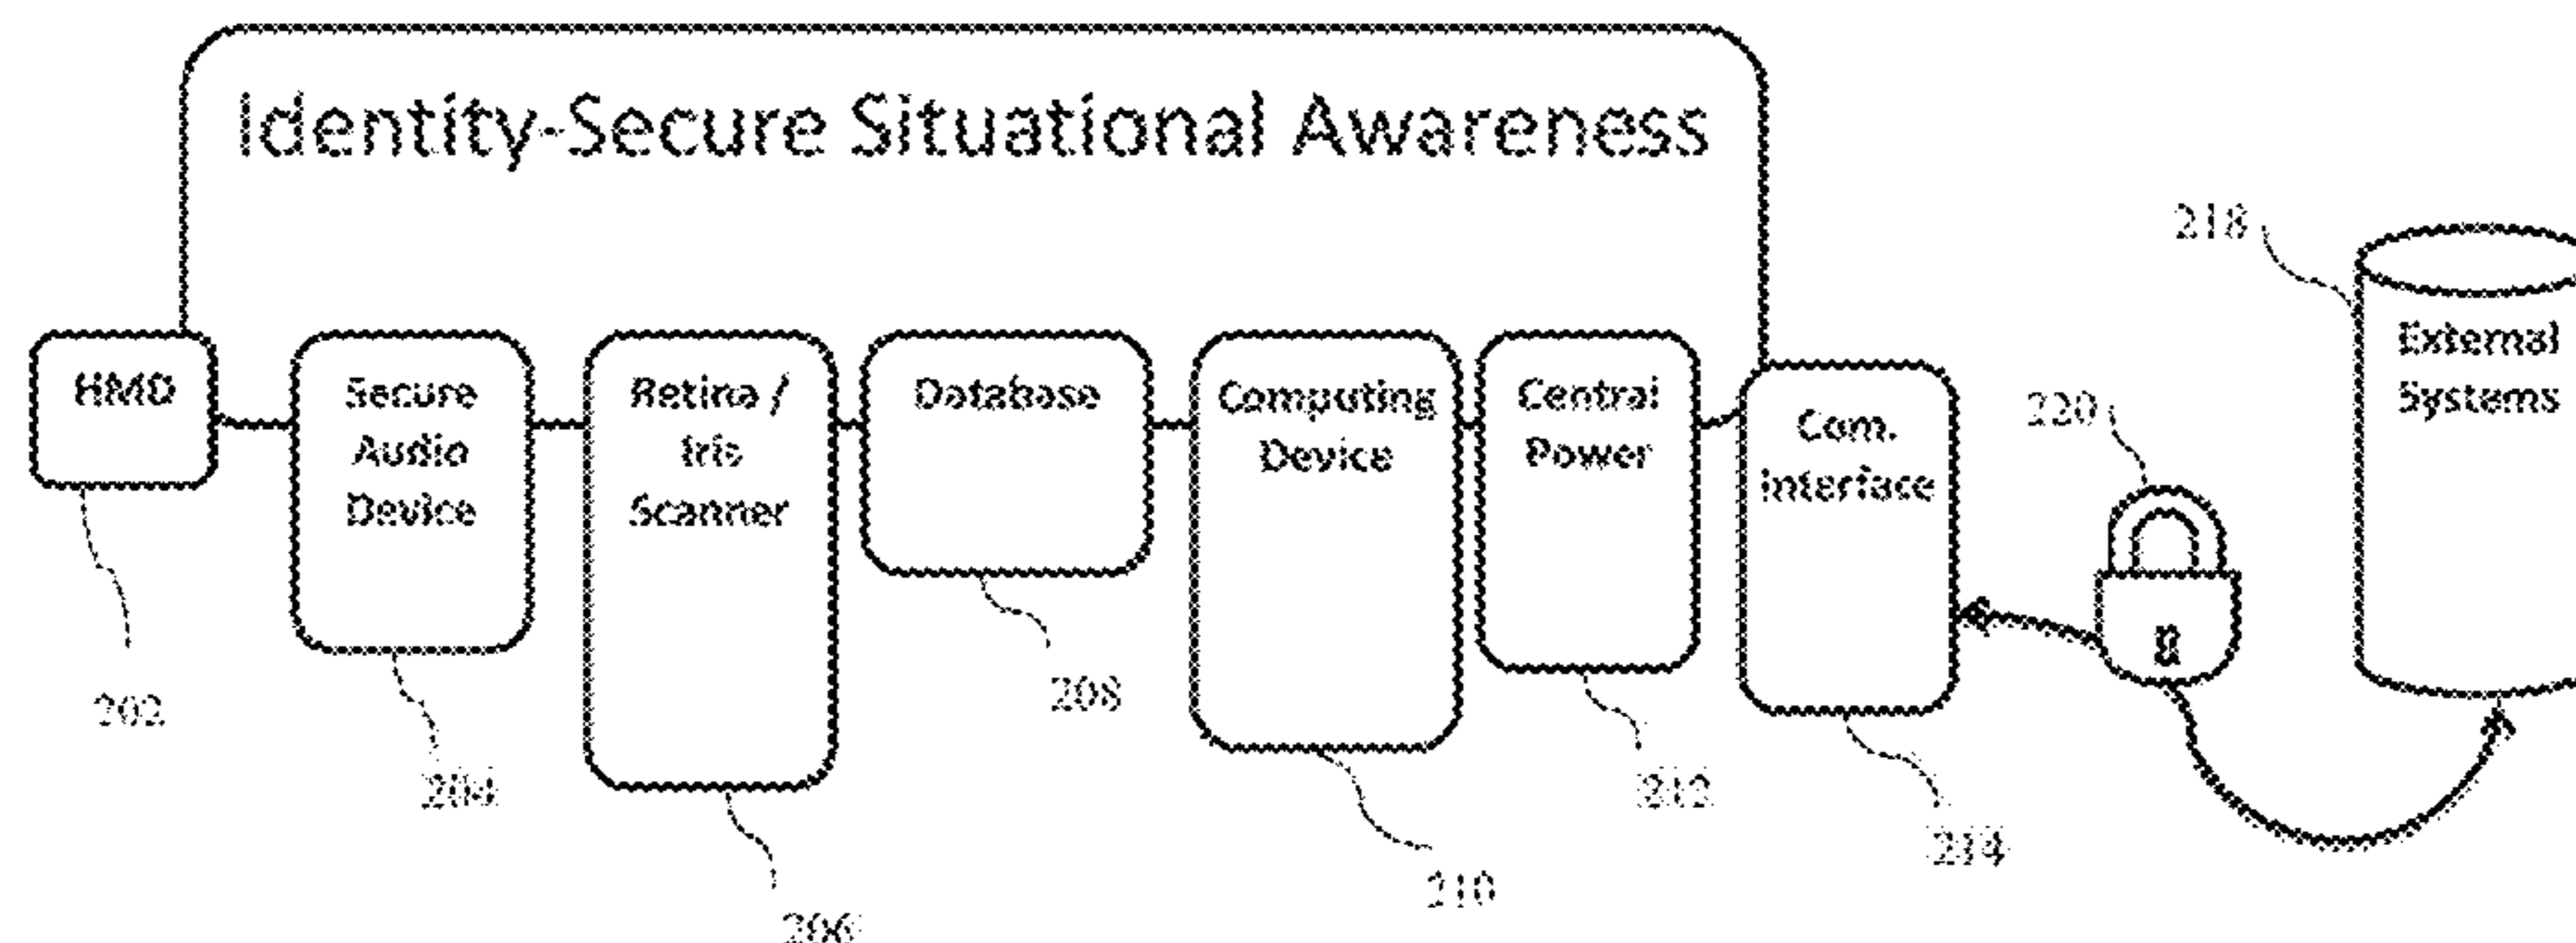 Identity-Secure Situational Awareness
218
HMD
Secure
Audio
Device
Retina /
Iris
Scanner
Database
Computing
Device
Central
Power
Com.
Interface
220
External
Systems
202
204
206
208
210
212
214